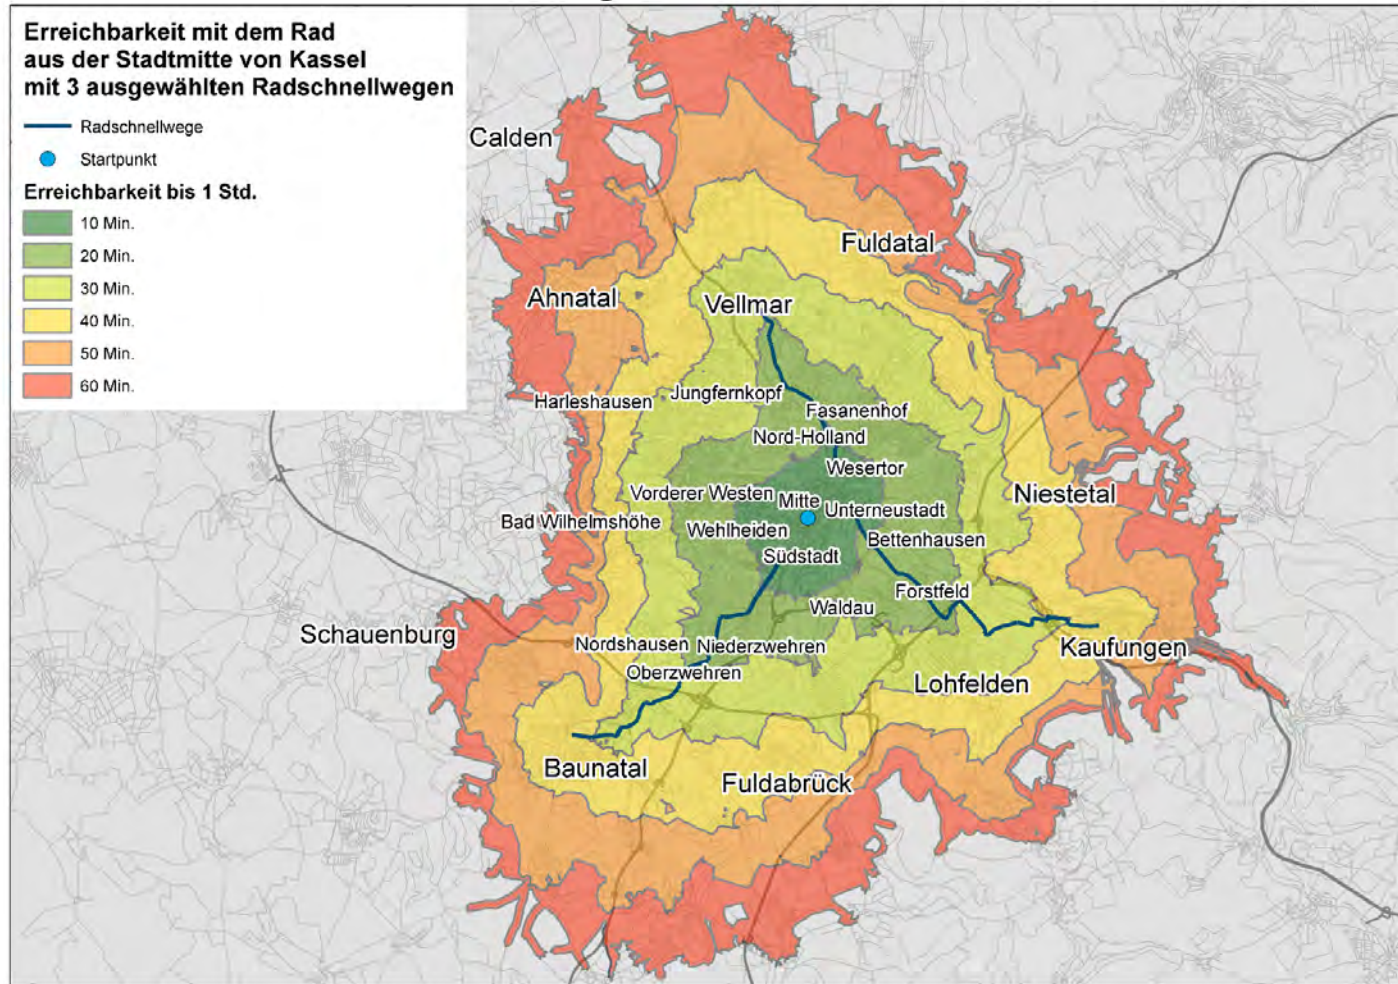 Erreichbarkeit mit dem Rad
aus der Stadtmitte von Kassel
mit 3 ausgewählten Radschnellwegen
Radschnellwege
Startpunkt
Erreichbarkeit bis 1 Std.
10 Min.
20 Min.
30 Min.
40 Min.
50 Min.
60 Min.
Calden
Fuldatal
Ahnatal
Vellmar
Jungfernkopf
Harleshausen
Fasanenhof
Nord-Holland
Wesertor
Vorderer Westen
Mitte
Niestetal
Unterneustadt
Bad Wilhelmshöhe
Wehlheiden
Bettenhausen
Südstadt
Forstfeld
Waldau
Schauenburg
Nordshausen
Niederzwehren
Kaufungen
Oberzwehren
Lohfelden
Baunatal
Fuldabrück